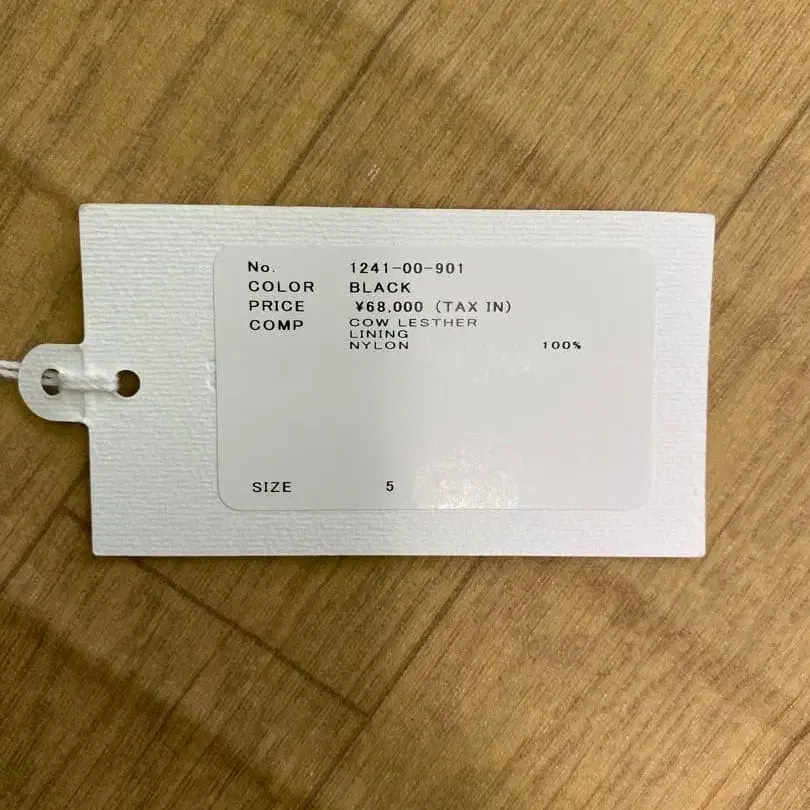 No. 1241-00-901
COLOR BLACK
PRICE ¥68,000 (TAX IN)
COMP COW LESTHER
LINING
NYLON 100%
SIZE 5